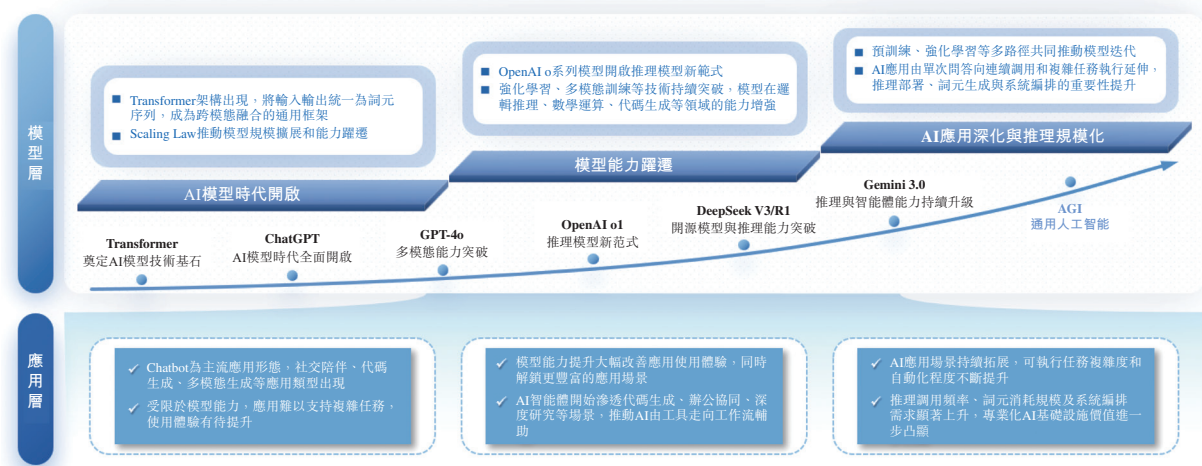 模型層
Transformer架構出現，將輸入輸出統一為詞元
序列，成為跨模態融合的通用框架
Scaling Law推動模型規模擴展和能力躍遷
OpenAI o系列模型開啟推理模型新範式
強化學習、多模態訓練等技術持續突破，模型在邏
輯推理、數學運算、代碼生成等領域的能力增強
預訓練、強化學習等多路徑共同推動模型迭代
AI應用由單次問答向連續調用和複雜任務執行延伸，
推理部署、詞元生成與系統編排的重要性提升
AI模型時代開啟
模型能力躍遷
AI應用深化與推理規模化
Transformer
奠定AI模型技術基石
ChatGPT
AI模型時代全面開啟
GPT-4o
多模態能力突破
OpenAI o1
推理模型新范式
DeepSeek V3/R1
開源模型與推理能力突破
Gemini 3.0
推理與智能體能力持續升級
AGI
通用人工智能
應用層
Chatbot為主流應用形態，社交陪伴、代碼
生成、多模態生成等應用類型出現
受限於模型能力，應用難以支持複雜任務，
使用體驗有待提升
模型能力提升大幅改善應用使用體驗，同時
解鎖更豐富的應用場景
AI智能體開始滲透代碼生成、辦公協同、深
度研究等場景，推動AI由工具走向工作流輔
助
AI應用場景持續拓展，可執行任務複雜度和
自動化程度不斷提升
推理調用頻率、詞元消耗規模及系統編排
需求顯著上升，專業化AI基礎設施價值進一
步凸顯